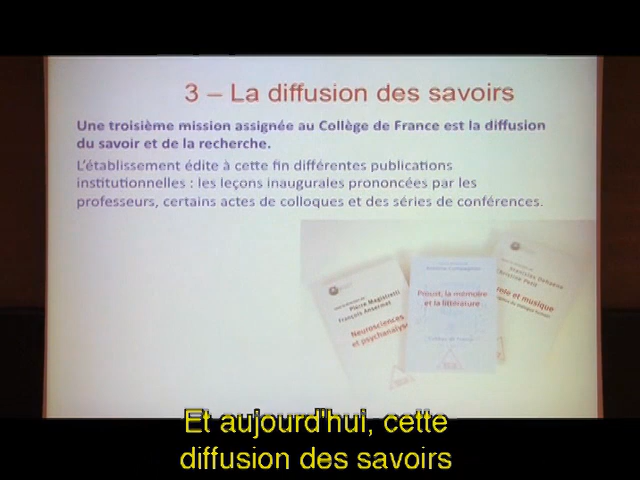 3 – La diffusion des savoirs
Une troisième mission assignée au Collège de France est la diffusion
du savoir et de la recherche.
L'établissement édite à cette fin différentes publications
institutionnelles : les leçons inaugurales prononcées par les
professeurs, certains actes de colloques et des séries de conférences.
Pierre Magistretti
François Ansermet
Neurosciences
et psychanalyse
Antoine Compagnon
Proust, la mémoire
et la littérature
Stanislas Dehaene
Christine Petit
et musique
Et aujourd'hui, cette
diffusion des savoirs